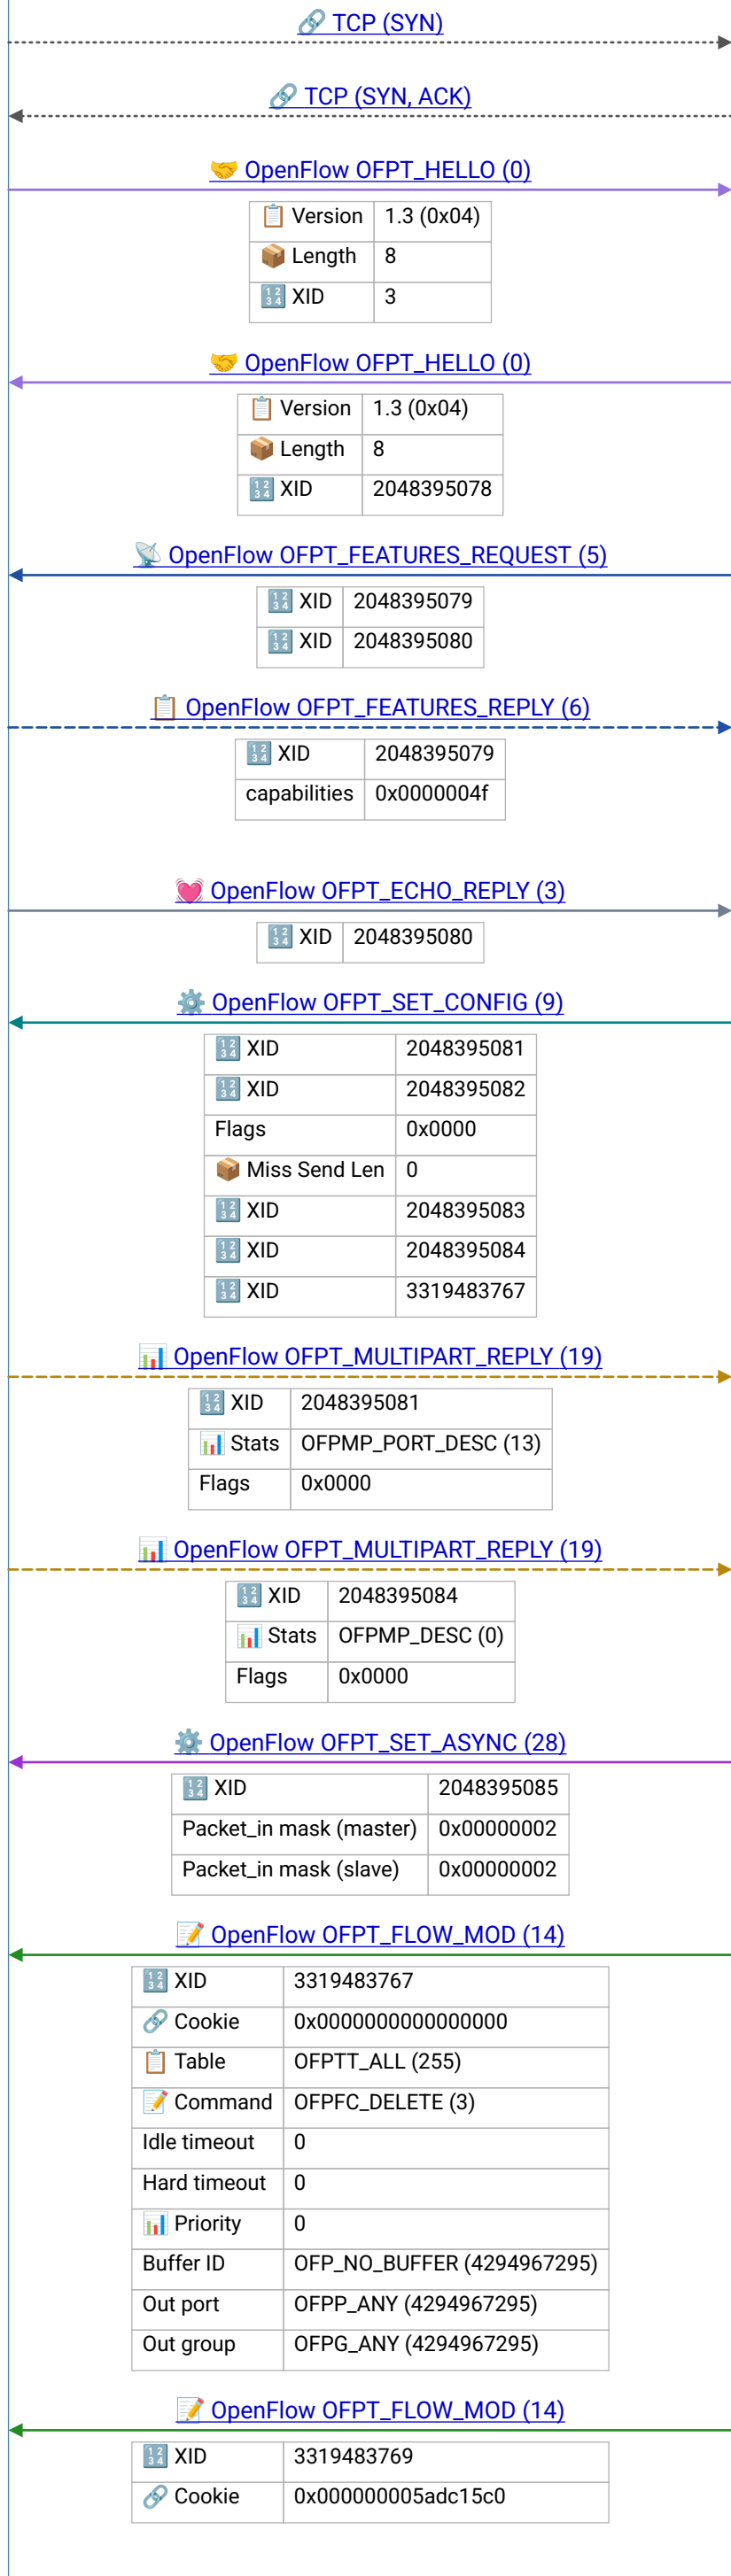 🔗 TCP (SYN)
🔗 TCP (SYN, ACK)
🤝 OpenFlow OFPT_HELLO (0)
📋 Version 1.3 (0x04)
📦 Length 8
🔢 XID 3
🤝 OpenFlow OFPT_HELLO (0)
📋 Version 1.3 (0x04)
📦 Length 8
🔢 XID 2048395078
📡 OpenFlow OFPT_FEATURES_REQUEST (5)
🔢 XID 2048395079
🔢 XID 2048395080
📋 OpenFlow OFPT_FEATURES_REPLY (6)
🔢 XID 2048395079
capabilities 0x0000004f
💓 OpenFlow OFPT_ECHO_REPLY (3)
🔢 XID 2048395080
⚙️ OpenFlow OFPT_SET_CONFIG (9)
🔢 XID 2048395081
🔢 XID 2048395082
Flags 0x0000
📦 Miss Send Len 0
🔢 XID 2048395083
🔢 XID 2048395084
🔢 XID 3319483767
📊 OpenFlow OFPT_MULTIPART_REPLY (19)
🔢 XID 2048395081
📊 Stats OFPMP_PORT_DESC (13)
Flags 0x0000
📊 OpenFlow OFPT_MULTIPART_REPLY (19)
🔢 XID 2048395084
📊 Stats OFPMP_DESC (0)
Flags 0x0000
⚙️ OpenFlow OFPT_SET_ASYNC (28)
🔢 XID 2048395085
Packet_in mask (master) 0x00000002
Packet_in mask (slave) 0x00000002
📝 OpenFlow OFPT_FLOW_MOD (14)
🔢 XID 3319483767
🔗 Cookie 0x0000000000000000
📋 Table OFPTT_ALL (255)
📝 Command OFPFC_DELETE (3)
Idle timeout 0
Hard timeout 0
📊 Priority 0
Buffer ID OFP_NO_BUFFER (4294967295)
Out port OFPP_ANY (4294967295)
Out group OFPG_ANY (4294967295)
📝 OpenFlow OFPT_FLOW_MOD (14)
🔢 XID 3319483769
🔗 Cookie 0x000000005adc15c0